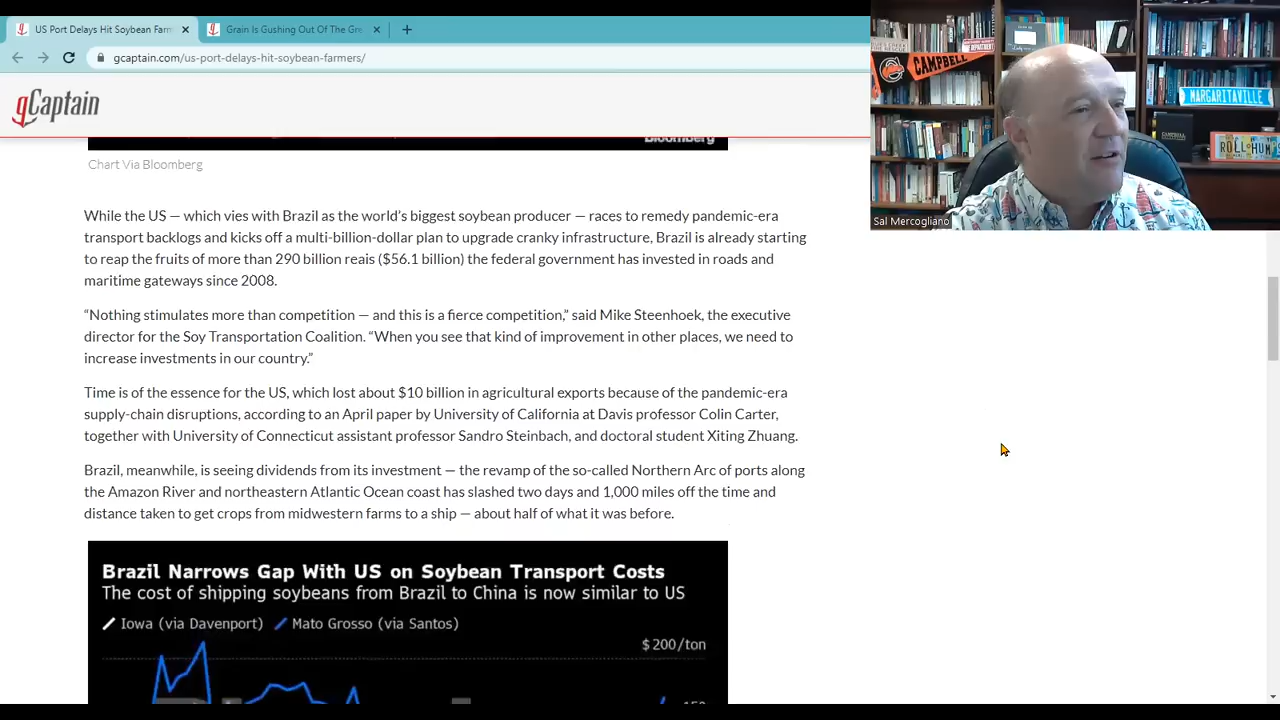 US Port Delays Hit Soybean Farm
Grain Is Gushing Out Of The Gre
gcaptain.com/us-port-delays-hit-soybean-farmers/
gCaptain
Bloomberg
Chart Via Bloomberg
CAMPBELL
MARGARITAVILLE
ROLL HUM
Sal Mercogliano
While the US — which vies with Brazil as the world's biggest soybean producer — races to remedy pandemic-era
transport backlogs and kicks off a multi-billion-dollar plan to upgrade cranky infrastructure, Brazil is already starting
to reap the fruits of more than 290 billion reais ($56.1 billion) the federal government has invested in roads and
maritime gateways since 2008.
“Nothing stimulates more than competition — and this is a fierce competition,” said Mike Steenhoek, the executive
director for the Soy Transportation Coalition. “When you see that kind of improvement in other places, we need to
increase investments in our country.”
Time is of the essence for the US, which lost about $10 billion in agricultural exports because of the pandemic-era
supply-chain disruptions, according to an April paper by University of California at Davis professor Colin Carter,
together with University of Connecticut assistant professor Sandro Steinbach, and doctoral student Xiting Zhuang.
Brazil, meanwhile, is seeing dividends from its investment — the revamp of the so-called Northern Arc of ports along
the Amazon River and northeastern Atlantic Ocean coast has slashed two days and 1,000 miles off the time and
distance taken to get crops from midwestern farms to a ship — about half of what it was before.
Brazil Narrows Gap With US on Soybean Transport Costs
The cost of shipping soybeans from Brazil to China is now similar to US
Iowa (via Davenport) Mato Grosso (via Santos)
$200/ton